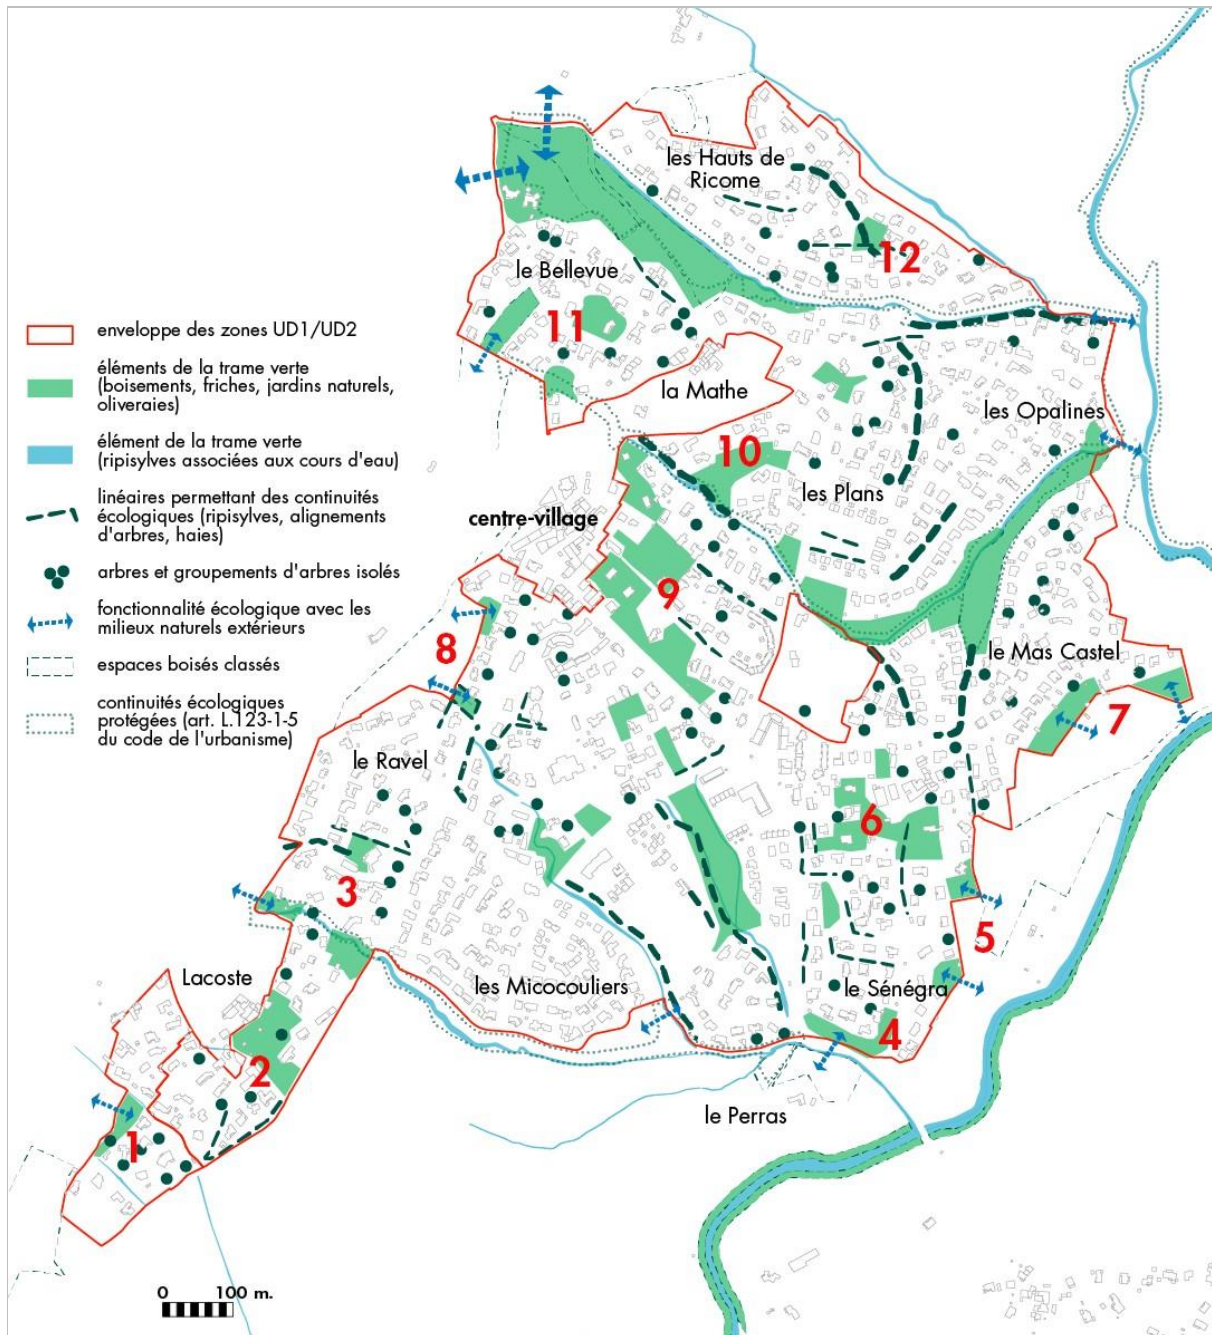 les Hauts de
Ricome
12
le Bellevue
11
enveloppe des zones UD1/UD2
éléments de la trame verte
(boisements, friches, jardins naturels,
oliveraies)
élément de la trame verte
(ripisylves associées aux cours d'eau)
linéaires permettant des continuités
écologiques (ripisylves, alignements
d'arbres, haies)
arbres et groupements d'arbres isolés
fonctionnalité écologique avec les
milieux naturels extérieurs
espaces boisés classés
continuités écologiques
protégées (art. L.123-1-5
du code de l'urbanisme)
la Mathe
les Opalines
10
les Plans
centre-village
9
8
le Mas Castel
7
le Ravel
6
3
5
Lacoste
les Micocouliers
le Sénégra
4
2
le Perras
1
0 100 m.